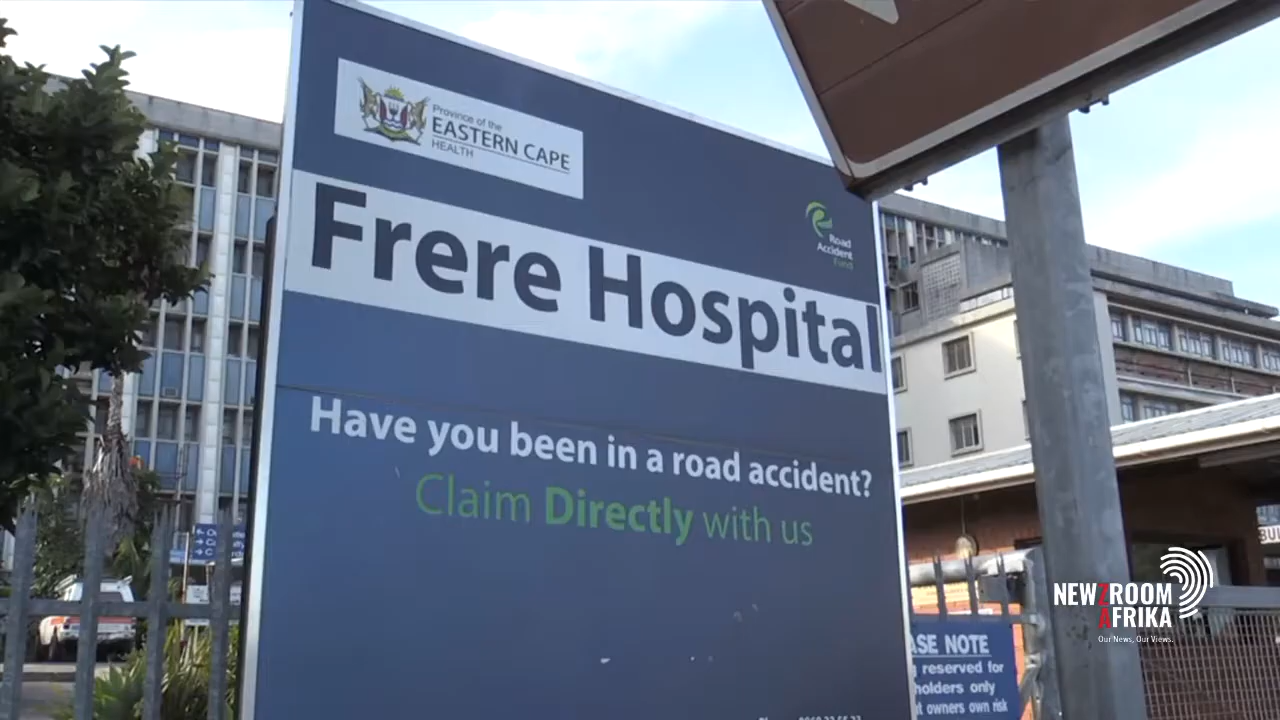 Province of the
EASTERN CAPE
HEALTH
Road
Accident
Fund
Frere Hospital
Have you been in a road accident?
Claim Directly with us
ASE NOTE
reserved for
holders only
owners own risk
NEWZROOM
AFRIKA
Our News, Our Views.